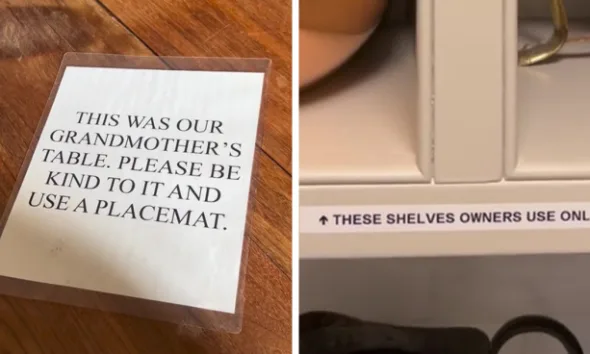 THIS WAS OUR
GRANDMOTHER'S
TABLE. PLEASE BE
KIND TO IT AND
USE A PLACEMAT.
↑ THESE SHELVES OWNERS USE ONL